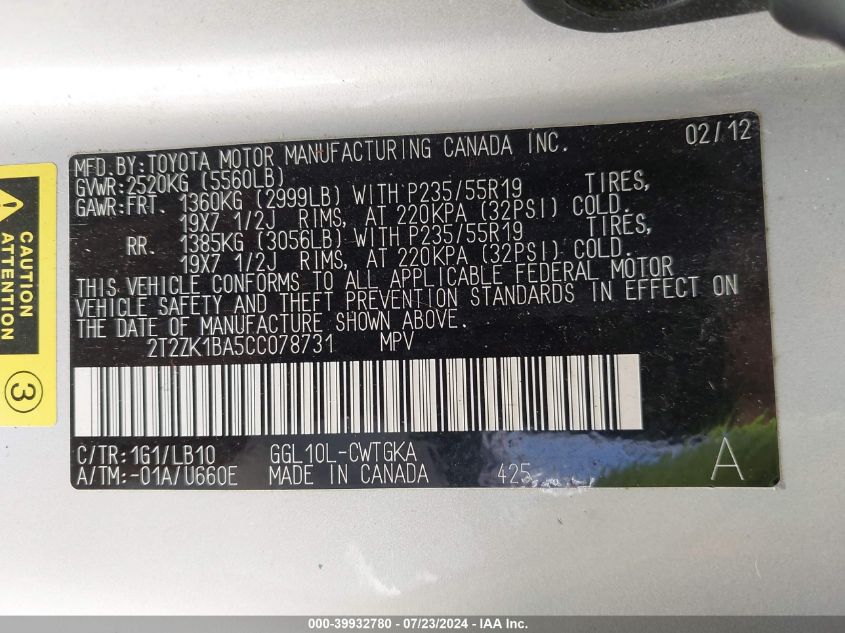 MFD.BY:TOYOTA MOTOR MANUFACTURING CANADA INC. 02/12
GVWR:2520KG (5560LB)
GAWR:FRT. 1360KG (2999LB) WITH P235/55R19 TIRES,
19X7 1/2J RIMS, AT 220KPA (32PSI) COLD.
RR. 1385KG (3056LB) WITH P235/55R19 TIRES,
19X7 1/2J RIMS, AT 220KPA (32PSI) COLD.
THIS VEHICLE CONFORMS TO ALL APPLICABLE FEDERAL MOTOR
VEHICLE SAFETY AND THEFT PREVENTION STANDARDS IN EFFECT ON
THE DATE OF MANUFACTURE SHOWN ABOVE.
2T2ZK1BA5CC078731 MPV
C/TR:1G1/LB10 GGL10L-CWTGKA
A/TM:-01A/U660E MADE IN CANADA 425 A
CAUTION
ATTENTION
3
000-39932780 - 07/23/2024 - IAA Inc.